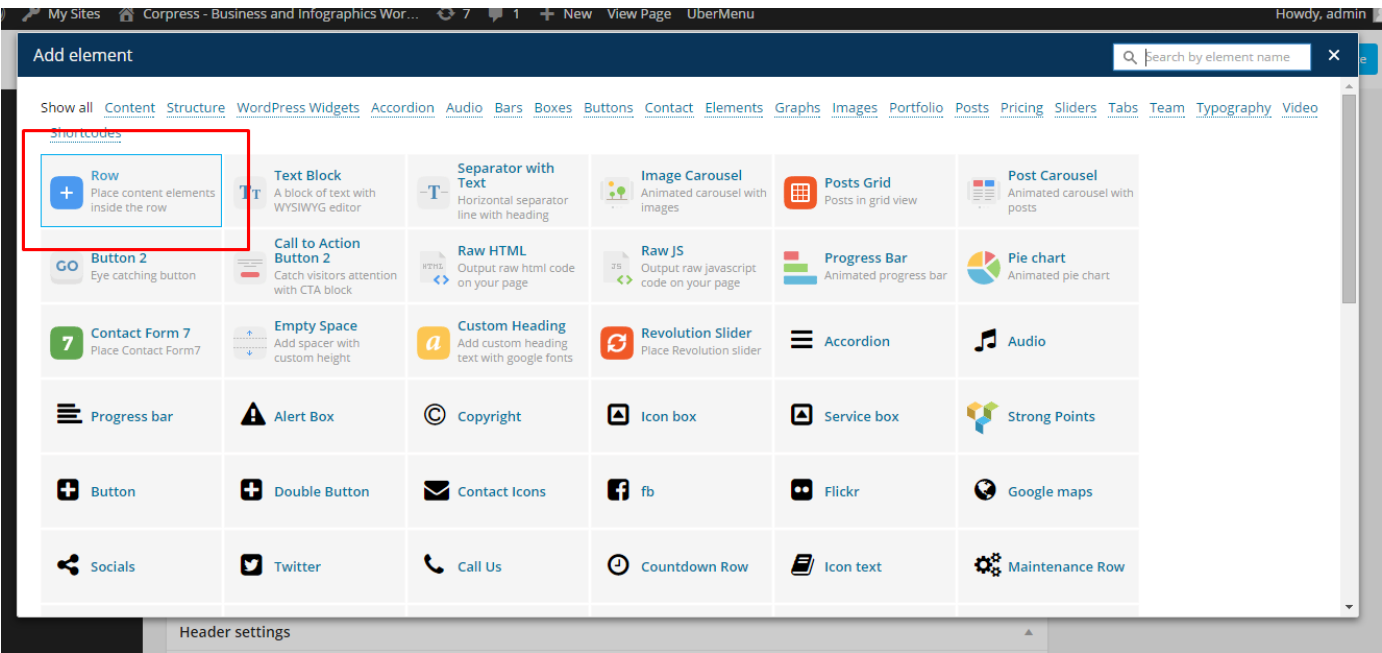 My Sites Corpress - Business and Infographics Wor... 7 1 New View Page UberMenu Howdy, admin
Add element Search by element name
Show all Content Structure WordPress Widgets Accordion Audio Bars Boxes Buttons Contact Elements Graphs Images Portfolio Posts Pricing Sliders Tabs Team Typography Video
Shortcodes
Row
Place content elements
inside the row
Text Block
A block of text with
WYSIWYG editor
Separator with
Text
Horizontal separator
line with heading
Image Carousel
Animated carousel with
images
Posts Grid
Posts in grid view
Post Carousel
Animated carousel with
posts
GO
Button 2
Eye catching button
Call to Action
Button 2
Catch visitors attention
with CTA block
HTML
Raw HTML
Output raw html code
on your page
JS
Raw JS
Output raw javascript
code on your page
Progress Bar
Animated progress bar
Pie chart
Animated pie chart
7
Contact Form 7
Place Contact Form7
Empty Space
Add spacer with
custom height
a
Custom Heading
Add custom heading
text with google fonts
Revolution Slider
Place Revolution slider
Accordion
Audio
Progress bar
Alert Box
Copyright
Icon box
Service box
Strong Points
Button
Double Button
Contact Icons
fb
Flickr
Google maps
Socials
Twitter
Call Us
Countdown Row
Icon text
Maintenance Row
Header settings